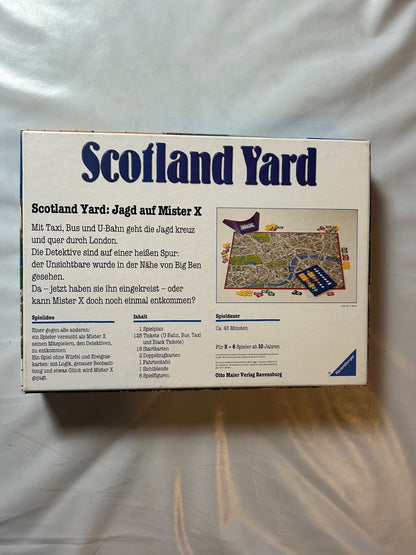 Scotland Yard
Scotland Yard: Jagd auf Mister X
Mit Taxi, Bus und U-Bahn geht die Jagd kreuz
und quer durch London.
Die Detektive sind auf einer heißen Spur:
der Unsichtbare wurde in der Nähe von Big Ben
gesehen.
Da – jetzt haben sie ihn eingekreist – oder
kann Mister X doch noch einmal entkommen?
Spielidee
Einer gegen alle anderen:
ein Spieler versucht als Mister X
seinen Mitspielern, den Detektiven,
zu entkommen.
Ein Spiel ohne Würfel und Ereignis-
karten: mit Logik, genauer Beobach-
tung und etwas Glück wird Mister X
gejagt.
Inhalt
1 Spielplan
125 Tickets (U-Bahn, Bus, Taxi
und Black Tickets)
18 Startkarten
2 Doppelzugkarten
1 Fahrtentafel
1 Sichtblende
6 Spielfiguren
Spieldauer
Ca. 45 Minuten
Für 3 – 6 Spieler ab 10 Jahren
Otto Maier Verlag Ravensburg
Ravensburger